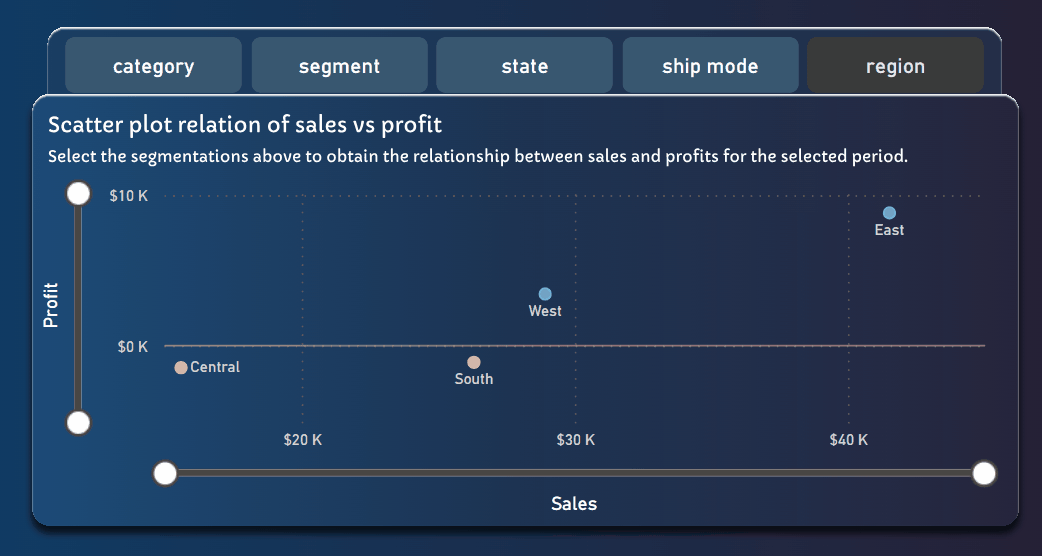 category segment state ship mode region
Scatter plot relation of sales vs profit
Select the segmentations above to obtain the relationship between sales and profits for the selected period.
$10 K
East
West
Profit
$0 K
Central
South
$20 K $30 K $40 K
Sales